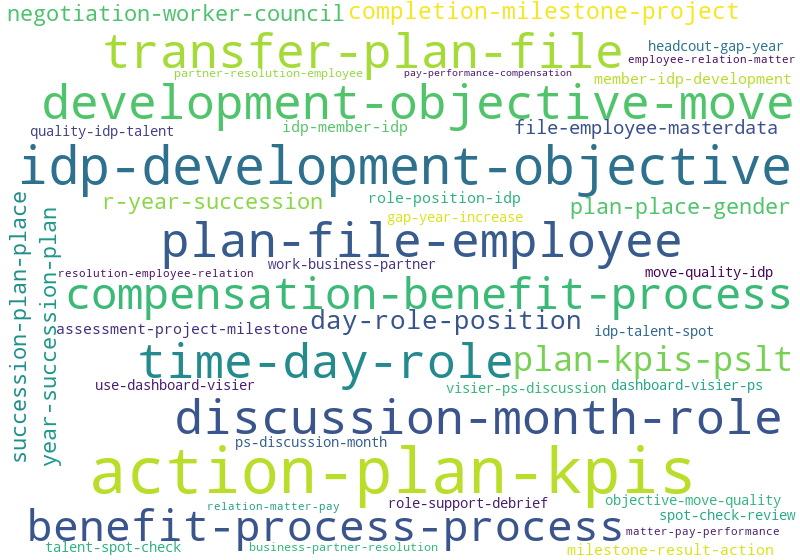 negotiation-worker-council
completion-milestone-project
transfer-plan-file
headcout-gap-year
employee-relation-matter
partner-resolution-employee
pay-performance-compensation
member-idp-development
development-objective-move
quality-idp-talent
idp-member-idp
file-employee-masterdata
idp-development-objective
r-year-succession
role-position-idp
plan-place-gender
gap-year-increase
plan-file-employee
succession-plan-place
year-succession-plan
resolution-employee-relation
work-business-partner
move-quality-idp
compensation-benefit-process
assessment-project-milestone
day-role-position
idp-talent-spot
time-day-role
plan-kpis-pslt
use-dashboard-visier
visier-ps-discussion
dashboard-visier-ps
discussion-month-role
ps-discussion-month
action-plan-kpis
relation-matter-pay
role-support-debrief
objective-move-quality
spot-check-review
benefit-process-process
matter-pay-performance
talent-spot-check
business-partner-resolution
milestone-result-action